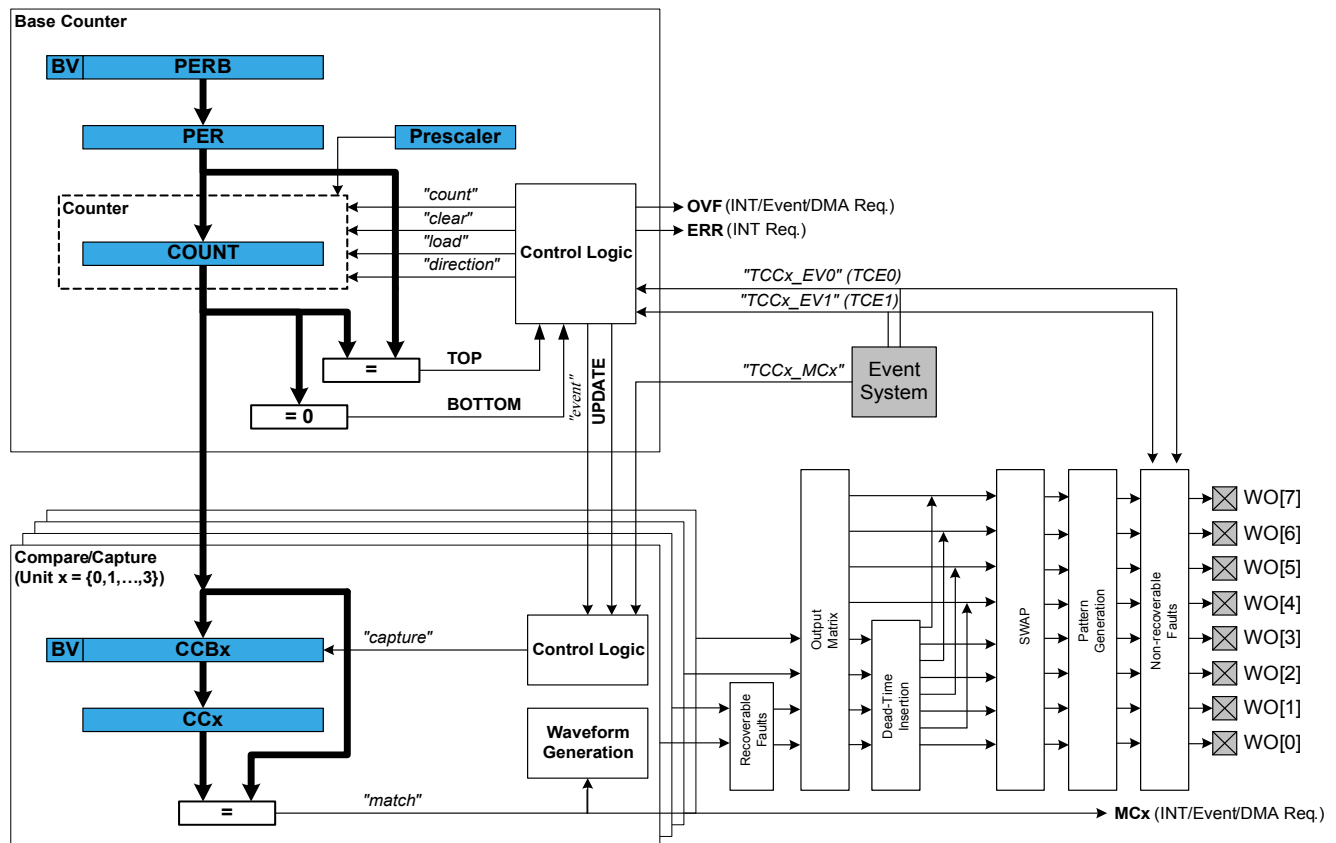 Base Counter
BV PERB
PER
Prescaler
Counter
COUNT
"count"
"clear"
"load"
"direction"
Control Logic
OVF (INT/Event/DMA Req.)
ERR (INT Req.)
"TCCx_EV0" (TCE0)
"TCCx_EV1" (TCE1)
"TCCx_MCx"
Event
System
=
TOP
= 0
BOTTOM
"event"
UPDATE
Compare/Capture
(Unit x = {0,1,…,3})
BV CCBx
"capture"
Control Logic
CCx
Waveform
Generation
=
"match"
Recoverable
Faults
Output
Matrix
Dead-Time
Insertion
SWAP
Pattern
Generation
Non-recoverable
Faults
WO[7]
WO[6]
WO[5]
WO[4]
WO[3]
WO[2]
WO[1]
WO[0]
MCx (INT/Event/DMA Req.)